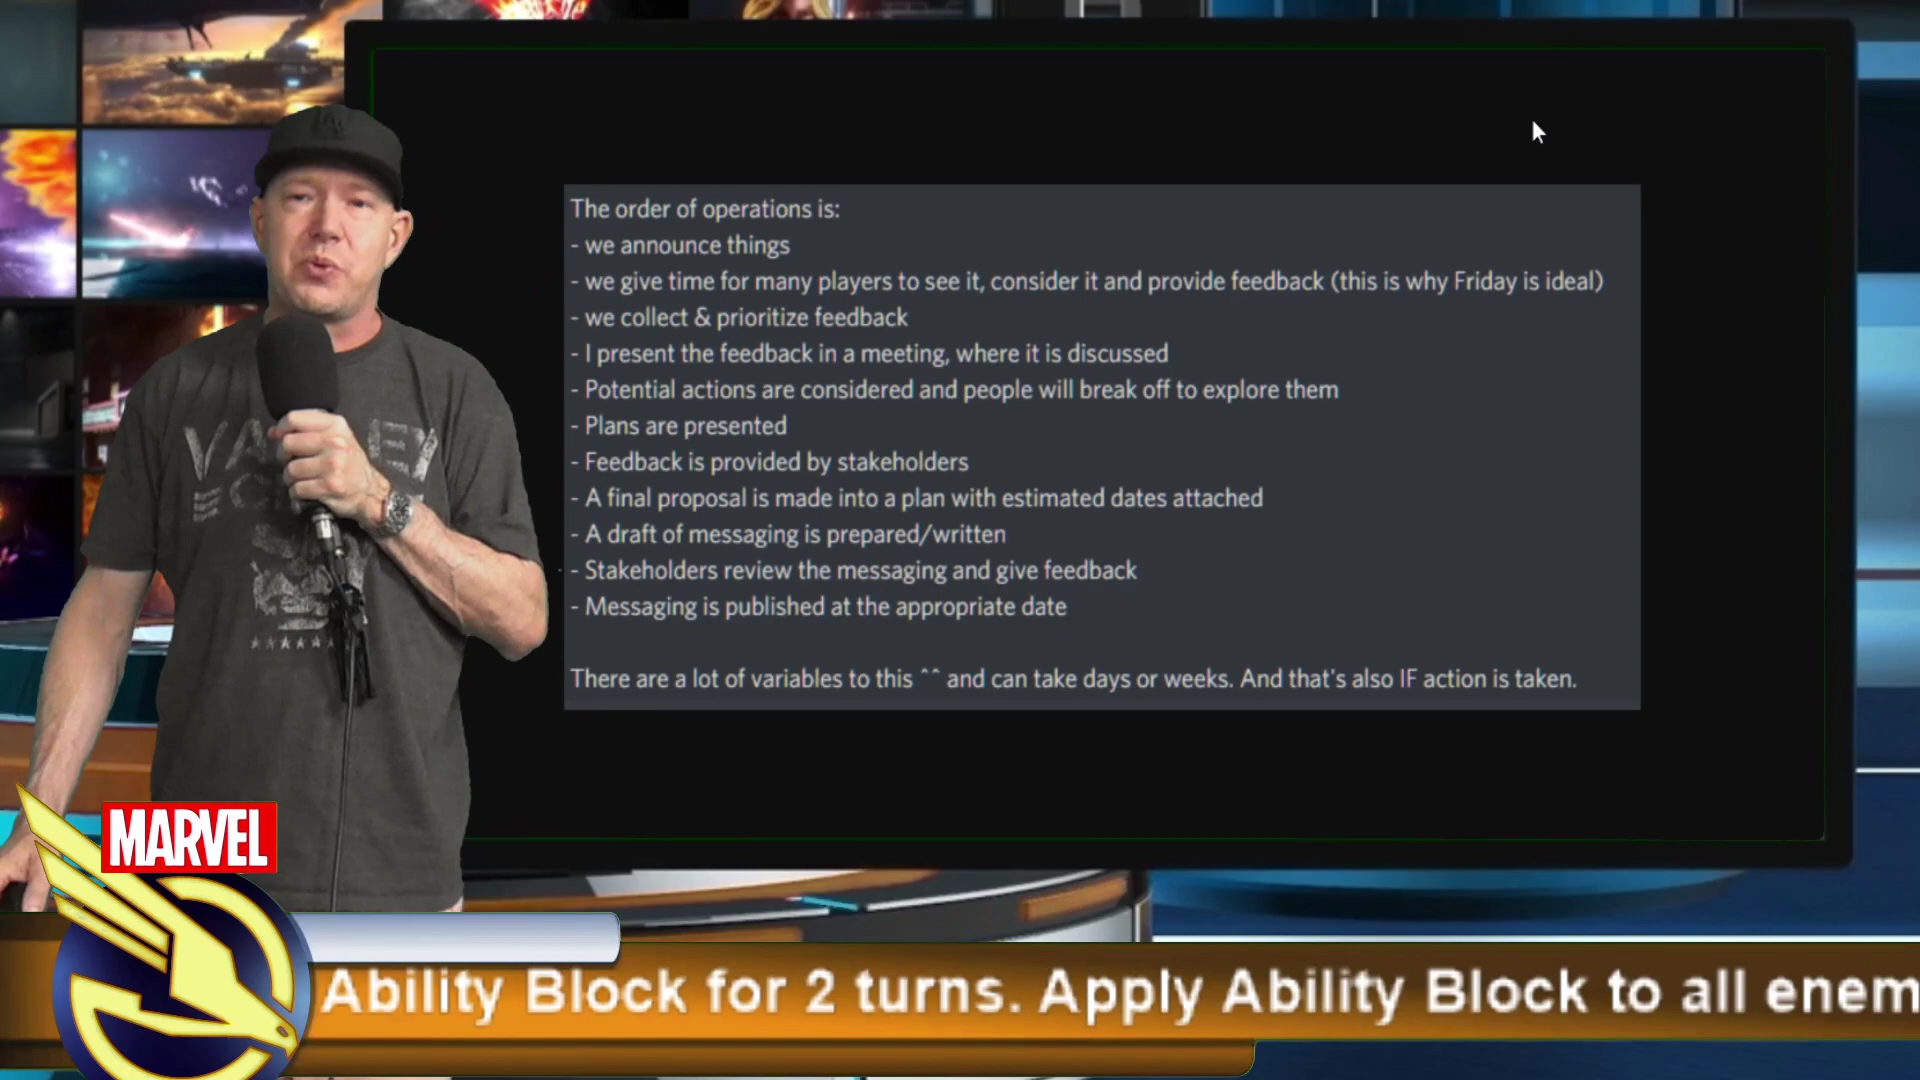 The order of operations is:
- we announce things
- we give time for many players to see it, consider it and provide feedback (this is why Friday is ideal)
- we collect & prioritize feedback
- I present the feedback in a meeting, where it is discussed
- Potential actions are considered and people will break off to explore them
- Plans are presented
- Feedback is provided by stakeholders
- A final proposal is made into a plan with estimated dates attached
- A draft of messaging is prepared/written
- Stakeholders review the messaging and give feedback
- Messaging is published at the appropriate date
There are a lot of variables to this ^^ and can take days or weeks. And that's also IF action is taken.
MARVEL
Ability Block for 2 turns. Apply Ability Block to all enem